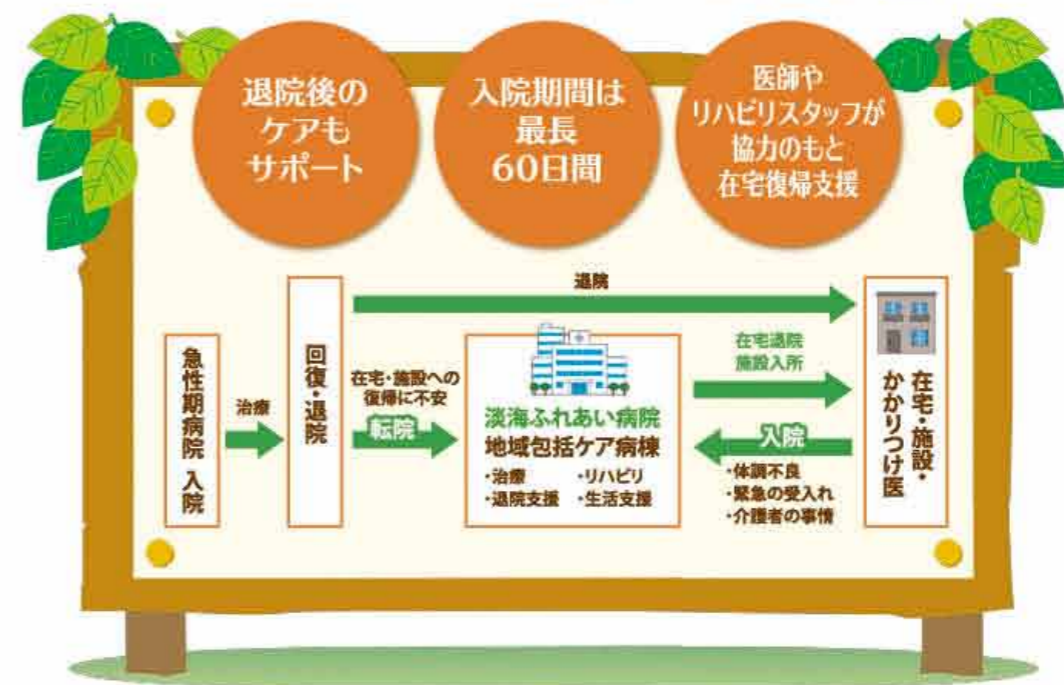 退院後の
ケアも
サポート
入院期間は
最長
60日間
医師や
リハビリスタッフが
協力のもと
在宅復帰支援
急性期病院 入院
治療
回復・退院
退院
在宅・施設への
復帰に不安
転院
淡海ふれあい病院
地域包括ケア病棟
・治療 ・リハビリ
・退院支援 ・生活支援
在宅退院
施設入所
入院
・体調不良
・緊急の受入れ
・介護者の事情
在宅・施設・
かかりつけ医